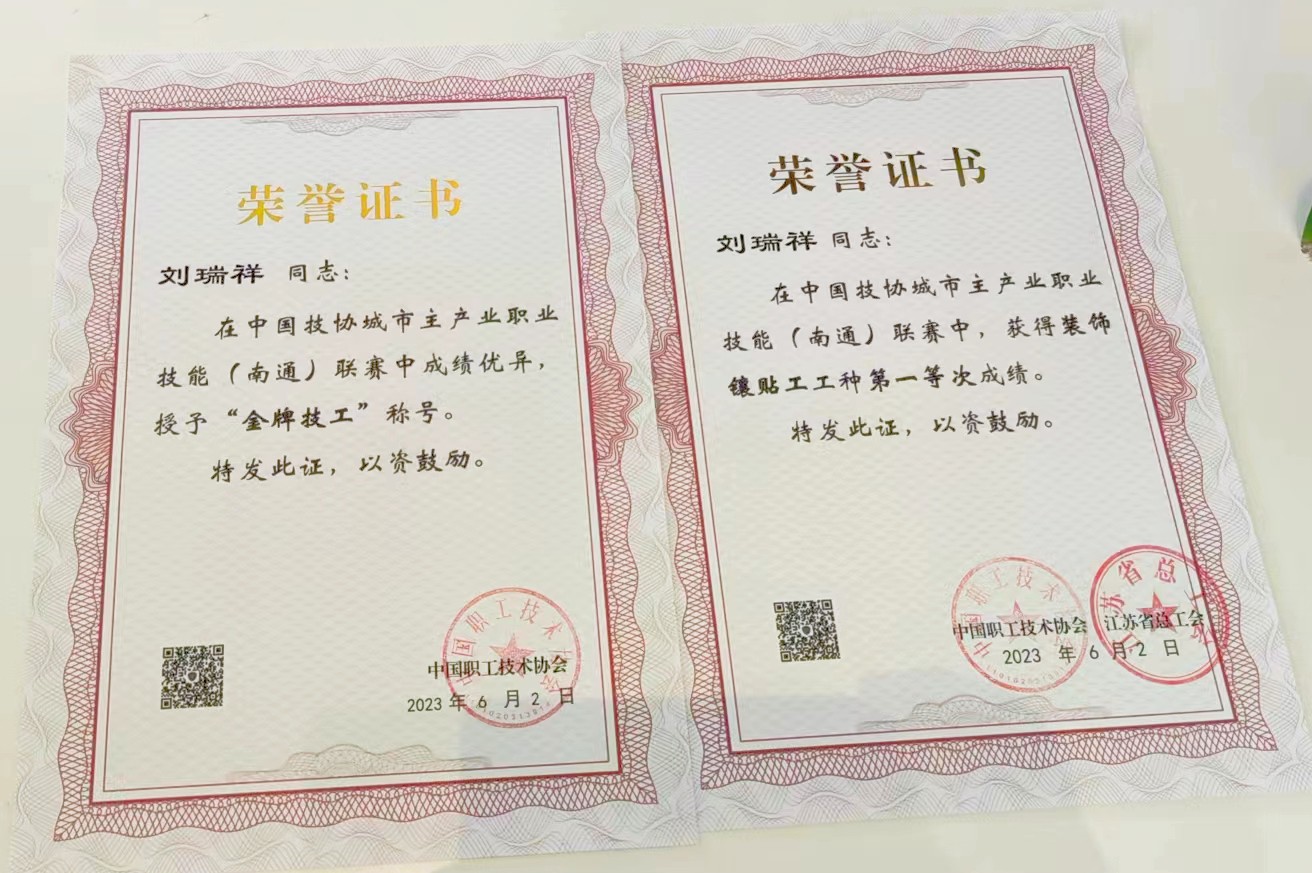 荣誉证书
刘瑞祥 同志：
在中国技协城市主产业职业
技能（南通）联赛中成绩优异，
授予“金牌技工”称号。
特发此证，以资鼓励。
中国职工技术协会
2023 年 6 月 2 日
荣誉证书
刘瑞祥 同志：
在中国技协城市主产业职业
技能（南通）联赛中，获得装饰
镶贴工工种第一等次成绩。
特发此证，以资鼓励。
中国职工技术协会 江苏省总工会
2023 年 6 月 2 日